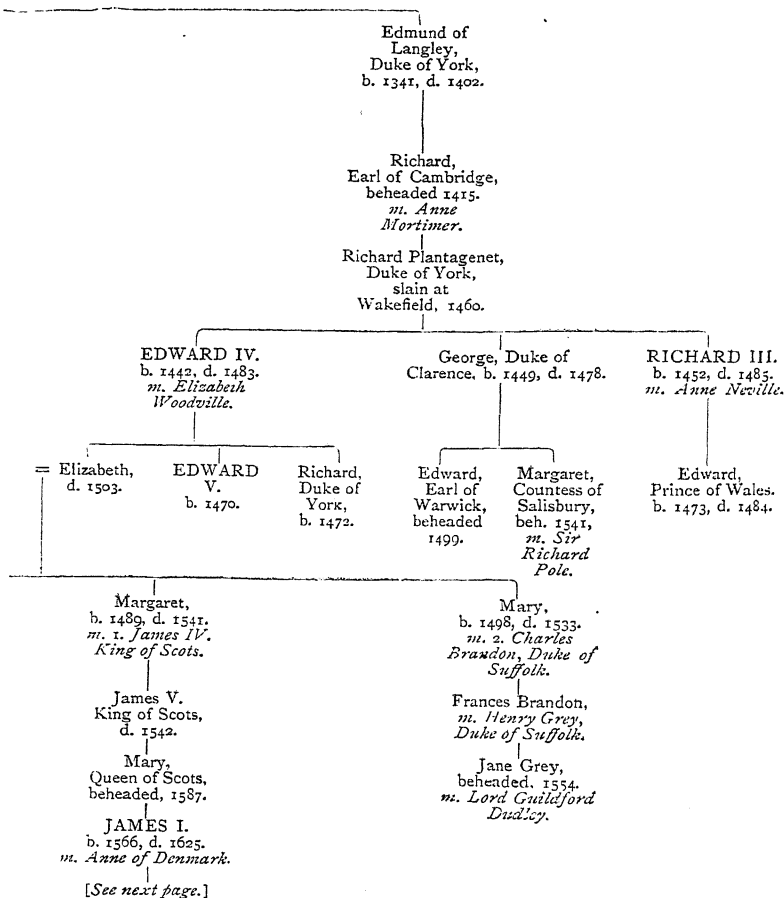 Edmund of
Langley,
Duke of York,
b. 1341, d. 1402.
Richard,
Earl of Cambridge,
beheaded 1415.
m. Anne
Mortimer.
Richard Plantagenet,
Duke of York,
slain at
Wakefield, 1460.
EDWARD IV.
b. 1442, d. 1483.
m. Elizabeth
Woodville.
George, Duke of
Clarence, b. 1449, d. 1478.
RICHARD III.
b. 1452, d. 1485.
m. Anne Neville.
= Elizabeth,
d. 1503.
EDWARD
V.
b. 1470.
Richard,
Duke of
York,
b. 1472.
Edward,
Earl of
Warwick,
beheaded
1499.
Margaret,
Countess of
Salisbury,
beh. 1541,
m. Sir
Richard
Pole.
Edward,
Prince of Wales.
b. 1473, d. 1484.
Margaret,
b. 1489, d. 1541.
m. 1. James IV.
King of Scots.
James V.
King of Scots,
d. 1542.
Mary,
Queen of Scots,
beheaded, 1587.
JAMES I.
b. 1566, d. 1625.
m. Anne of Denmark.
[See next page.]
Mary,
b. 1498, d. 1533.
m. 2. Charles
Brandon, Duke of
Suffolk.
Frances Brandon,
m. Henry Grey,
Duke of Suffolk.
Jane Grey,
beheaded, 1554.
m. Lord Guildford
Dudley.